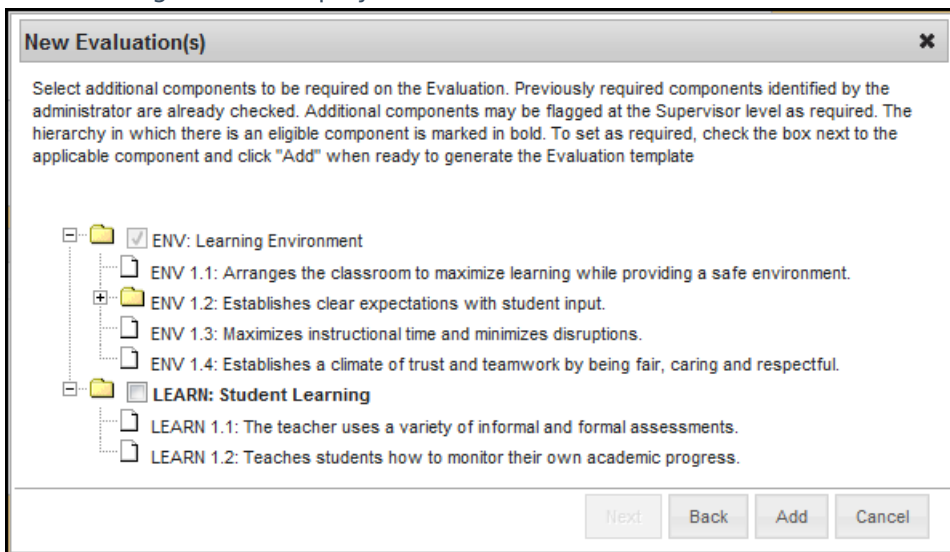 New Evaluation(s)
Select additional components to be required on the Evaluation. Previously required components identified by the
administrator are already checked. Additional components may be flagged at the Supervisor level as required. The
hierarchy in which there is an eligible component is marked in bold. To set as required, check the box next to the
applicable component and click "Add" when ready to generate the Evaluation template
ENV: Learning Environment
ENV 1.1: Arranges the classroom to maximize learning while providing a safe environment.
ENV 1.2: Establishes clear expectations with student input.
ENV 1.3: Maximizes instructional time and minimizes disruptions.
ENV 1.4: Establishes a climate of trust and teamwork by being fair, caring and respectful.
LEARN: Student Learning
LEARN 1.1: The teacher uses a variety of informal and formal assessments.
LEARN 1.2: Teaches students how to monitor their own academic progress.
Next Back Add Cancel